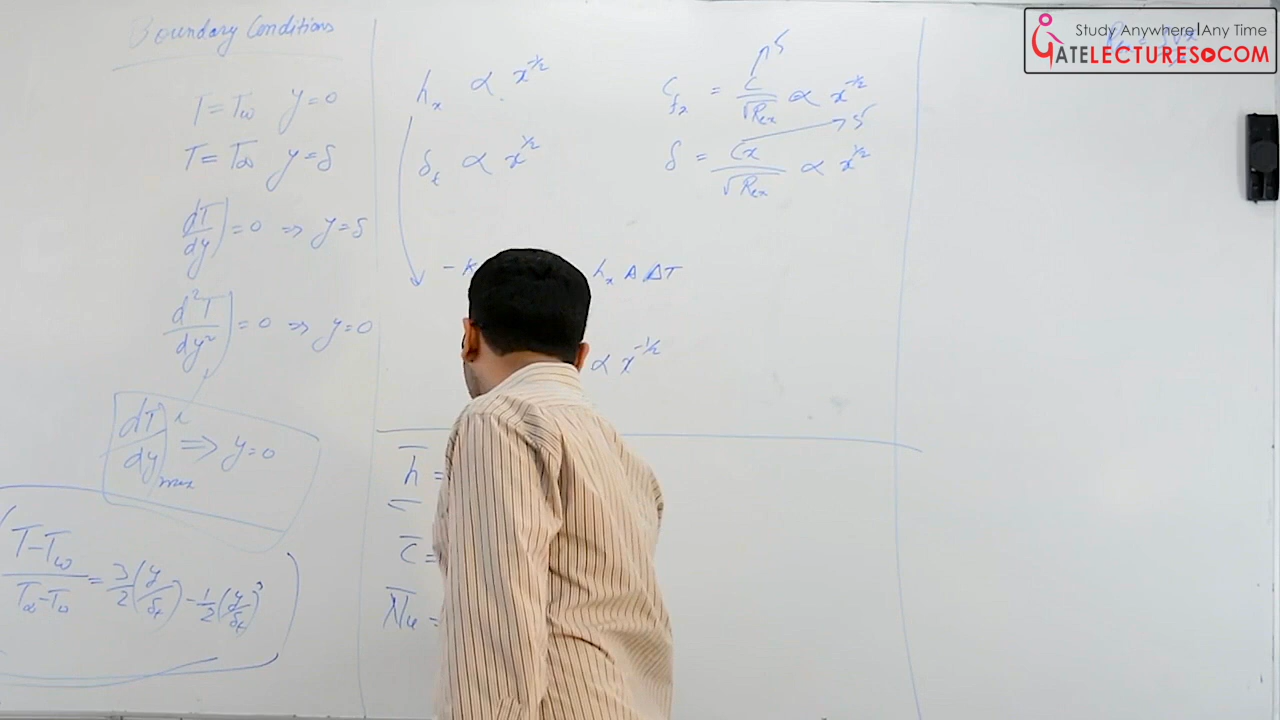 Boundary Conditions
T = Tw y = 0
T = T∞ y = δ
dT/dy = 0 ⇒ y = δ
d²T/dy² = 0 ⇒ y = 0
dT/dy)max ⇒ y = 0
(T-Tw)/(T∞-Tw) = 3/2 (y/δt) - 1/2 (y/δt)³
hx ∝ x^-1/2
δt ∝ x^1/2
-K
hx A ΔT
∝ x^-1/2
h̄ =
C̄ =
N̄u =
Cfx = C/√Rex ∝ x^-1/2
5
δ = Cx/√Rex ∝ x^1/2
Study Anywhere|Any Time
GATELECTURES.COM